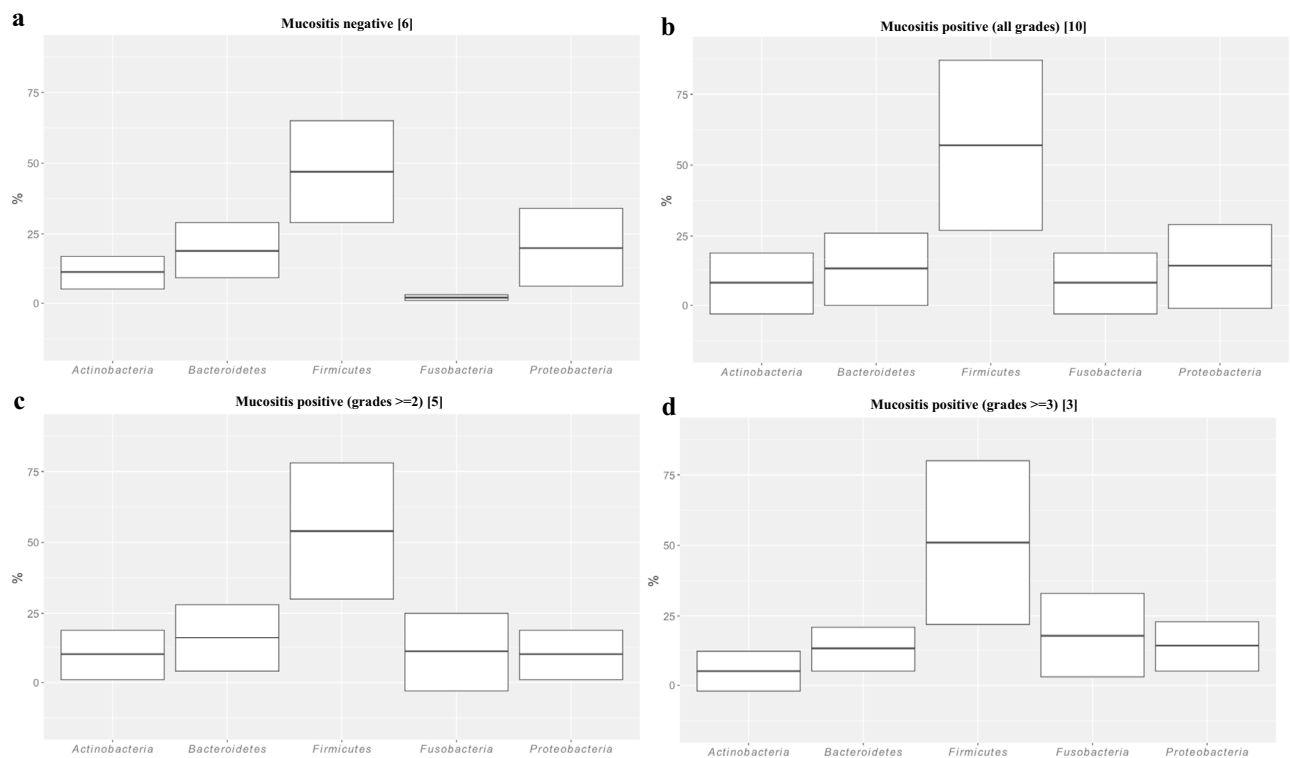 a
Mucositis negative [6]
75
50
25
0
%
Actinobacteria Bacteroidetes Firmicutes Fusobacteria Proteobacteria
b
Mucositis positive (all grades) [10]
75
50
25
0
%
Actinobacteria Bacteroidetes Firmicutes Fusobacteria Proteobacteria
c
Mucositis positive (grades >=2) [5]
75
50
25
0
%
Actinobacteria Bacteroidetes Firmicutes Fusobacteria Proteobacteria
d
Mucositis positive (grades >=3) [3]
75
50
25
0
%
Actinobacteria Bacteroidetes Firmicutes Fusobacteria Proteobacteria